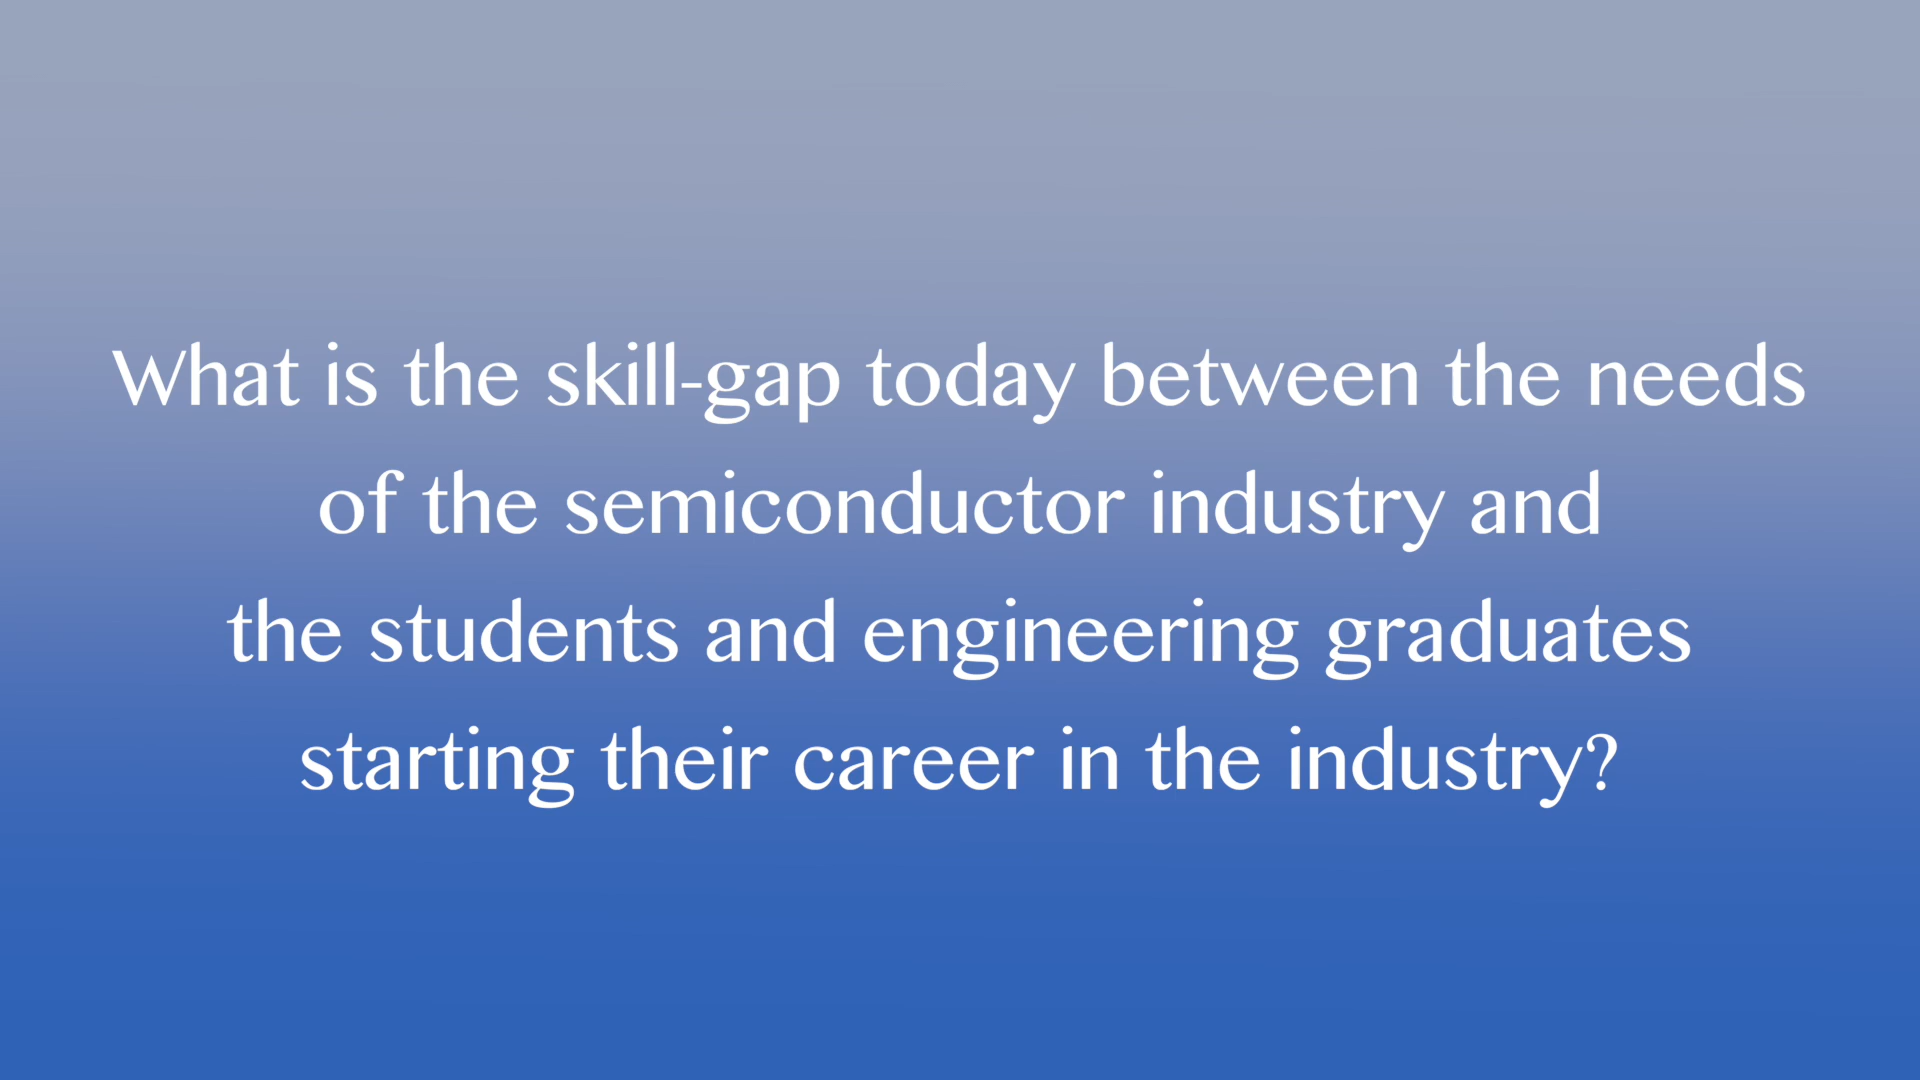 What is the skill-gap today between the needs
of the semiconductor industry and
the students and engineering graduates
starting their career in the industry?